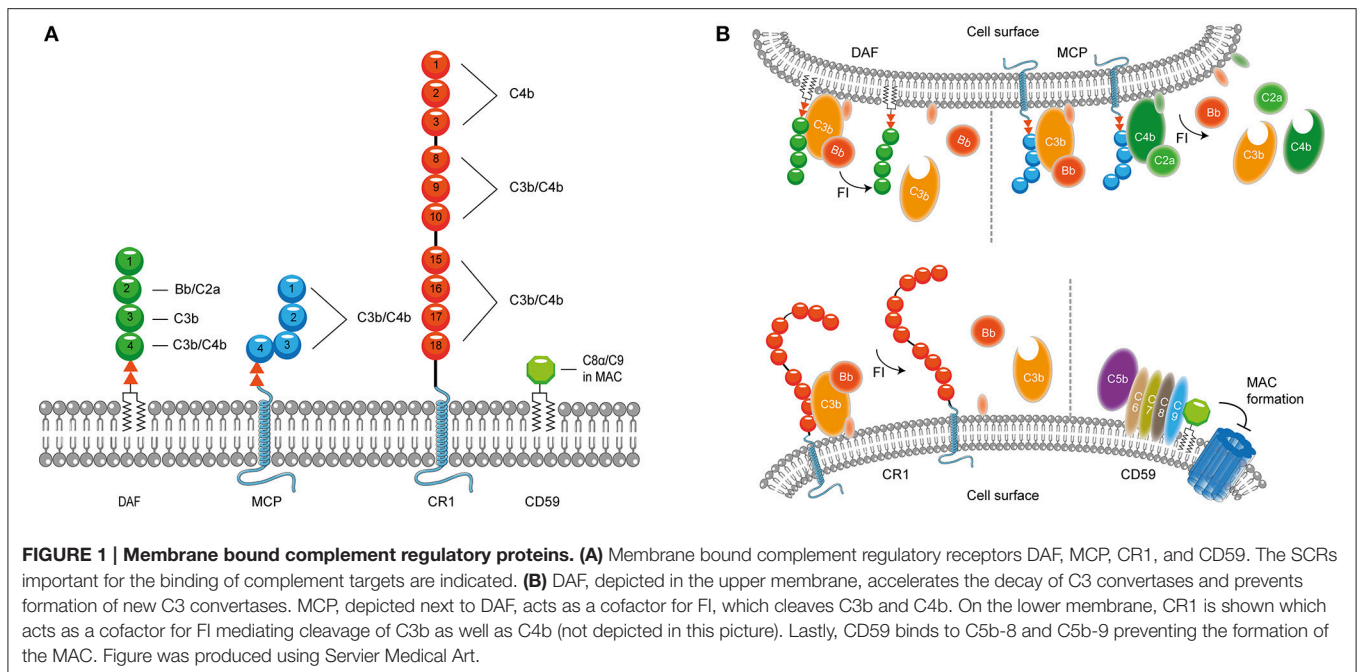 A
1
2
3
C4b
8
9
10
C3b/C4b
15
16
17
18
C3b/C4b
1
2
3
4
Bb/C2a
C3b
C3b/C4b
1
2
3
4
C3b/C4b
C8α/C9
in MAC
DAF
MCP
CR1
CD59
B
Cell surface
DAF
MCP
C3b
Bb
FI
C3b
Bb
C3b
Bb
C4b
C2a
FI
Bb
C2a
C3b
C4b
C3b
Bb
FI
Bb
C3b
CR1
Cell surface
C5b
C6
C7
C8
C9
CD59
MAC
formation
FIGURE 1 | Membrane bound complement regulatory proteins. (A) Membrane bound complement regulatory receptors DAF, MCP, CR1, and CD59. The SCRs
important for the binding of complement targets are indicated. (B) DAF, depicted in the upper membrane, accelerates the decay of C3 convertases and prevents
formation of new C3 convertases. MCP, depicted next to DAF, acts as a cofactor for FI, which cleaves C3b and C4b. On the lower membrane, CR1 is shown which
acts as a cofactor for FI mediating cleavage of C3b as well as C4b (not depicted in this picture). Lastly, CD59 binds to C5b-8 and C5b-9 preventing the formation of
the MAC. Figure was produced using Servier Medical Art.